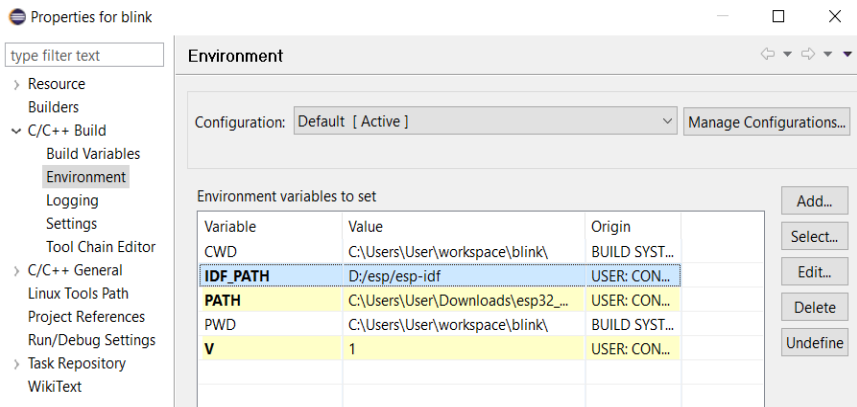 Properties for blink
type filter text
Resource
Builders
C/C++ Build
Build Variables
Environment
Logging
Settings
Tool Chain Editor
C/C++ General
Linux Tools Path
Project References
Run/Debug Settings
Task Repository
WikiText
Environment
Configuration: Default [ Active ] Manage Configurations...
Environment variables to set
Variable Value Origin
CWD C:\Users\User\workspace\blink\ BUILD SYST...
IDF_PATH D:/esp/esp-idf USER: CON...
PATH C:\Users\User\Downloads\esp32_... USER: CON...
PWD C:\Users\User\workspace\blink\ BUILD SYST...
V 1 USER: CON...
Add...
Select...
Edit...
Delete
Undefine